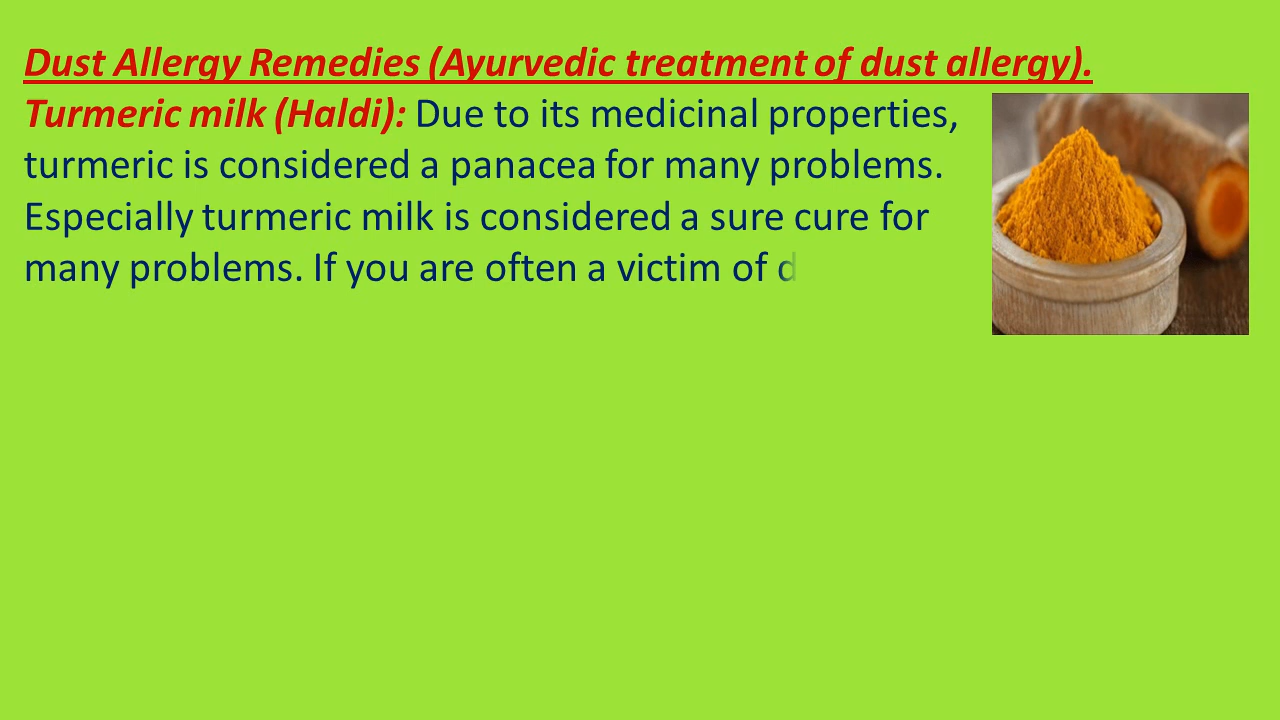 Dust Allergy Remedies (Ayurvedic treatment of dust allergy).
Turmeric milk (Haldi): Due to its medicinal properties,
turmeric is considered a panacea for many problems.
Especially turmeric milk is considered a sure cure for
many problems. If you are often a victim of d